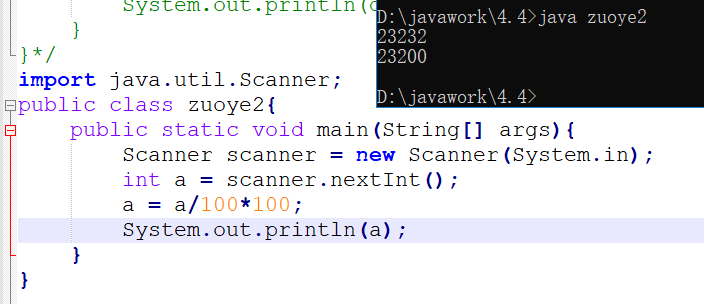 System.out.println(
}
}*/
import java.util.Scanner;
public class zuoye2{
public static void main(String[] args){
Scanner scanner = new Scanner(System.in);
int a = scanner.nextInt();
a = a/100*100;
System.out.println(a);
}
}
D:\javawork\4.4>java zuoye2
23232
23200
D:\javawork\4.4>